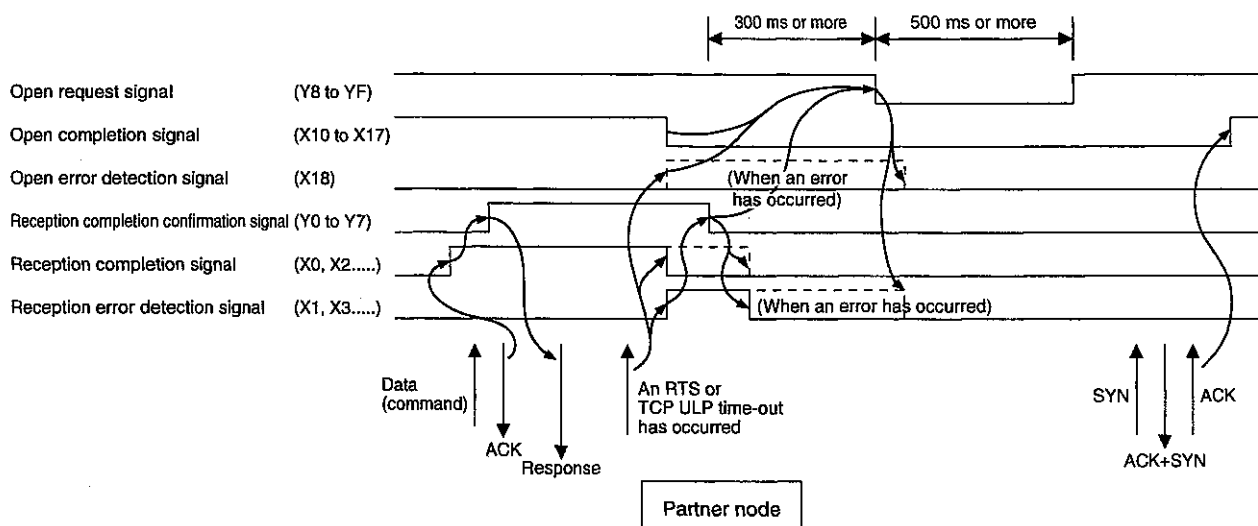 300 ms or more 500 ms or more
Open request signal (Y8 to YF)
Open completion signal (X10 to X17)
Open error detection signal (X18)
(When an error
has occurred)
Reception completion confirmation signal (Y0 to Y7)
Reception completion signal (X0, X2.....)
Reception error detection signal (X1, X3.....)
(When an error has occurred)
Data
(command)
ACK
Response
An RTS or
TCP ULP time-out
has occurred
SYN
ACK
ACK+SYN
Partner node